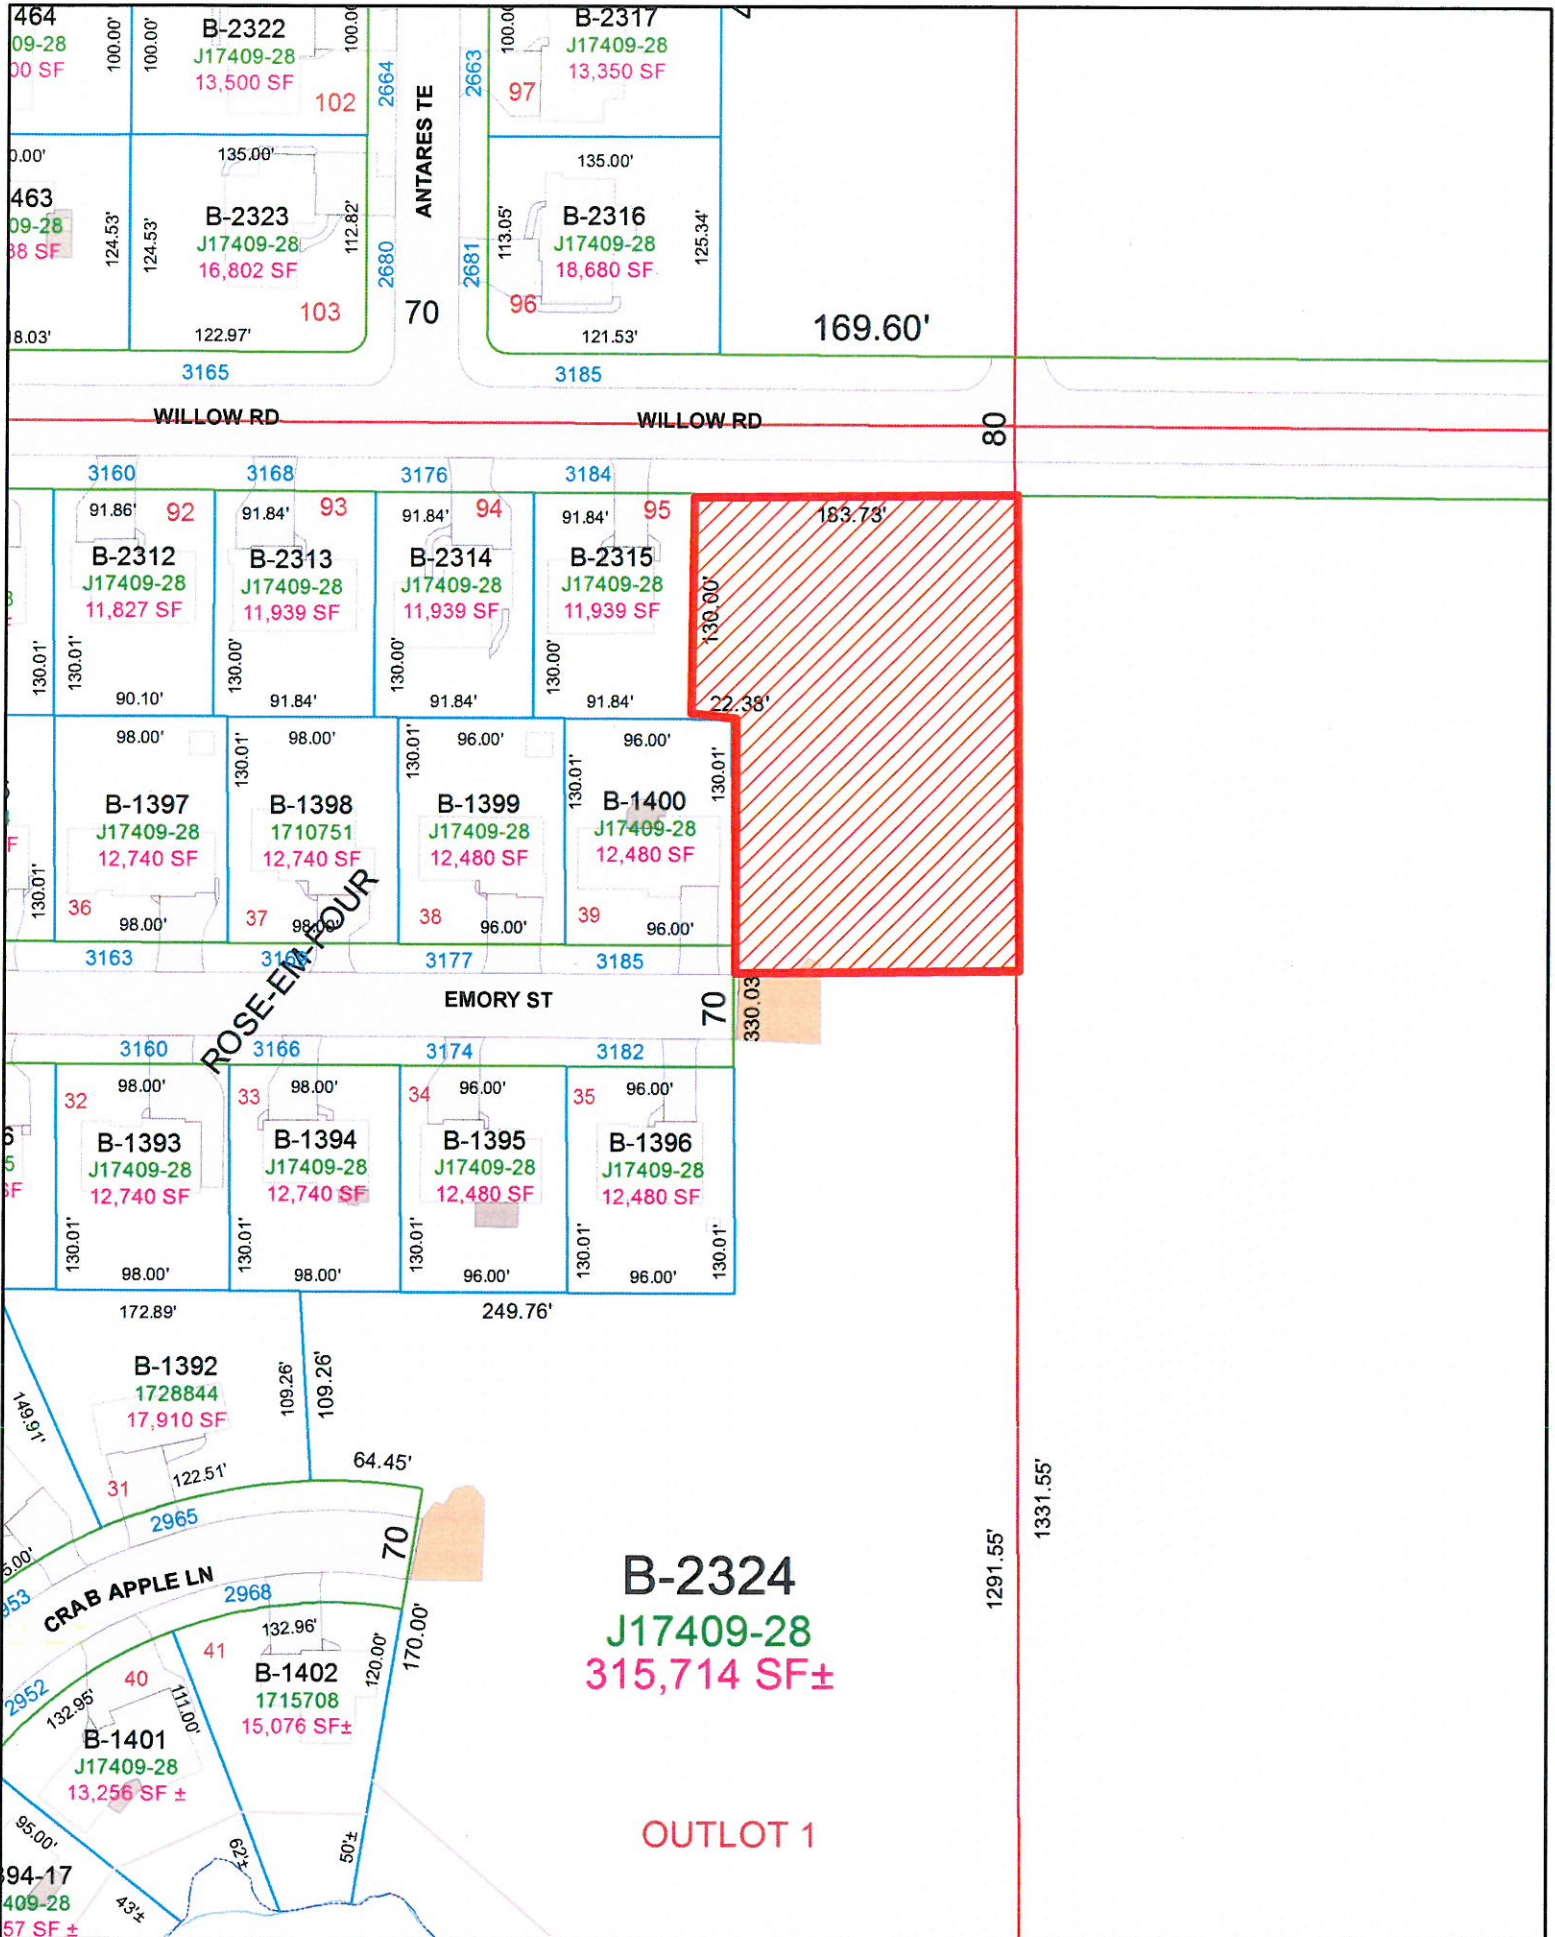 464
09-28
00 SF
100.00'
100.00'
B-2322
J17409-28
13,500 SF
102
100.00
2664
ANTARES TE
2663
100.00
B-2317
J17409-28
13,350 SF
97
0.00'
463
09-28
38 SF
124.53'
124.53'
135.00'
B-2323
J17409-28
16,802 SF
112.82'
103
2680
70
2681
113.05'
135.00'
B-2316
J17409-28
18,680 SF
125.34'
96
8.03'
122.97'
121.53'
169.60'
3165
3185
WILLOW RD
WILLOW RD
80
3160
3168
3176
3184
91.86'
92
91.84'
93
91.84'
94
91.84'
95
183.73'
B-2312
J17409-28
11,827 SF
B-2313
J17409-28
11,939 SF
B-2314
J17409-28
11,939 SF
B-2315
J17409-28
11,939 SF
130.00'
130.01'
130.01'
130.00'
130.00'
130.00'
90.10'
91.84'
91.84'
91.84'
22.38'
98.00'
98.00'
96.00'
96.00'
130.01'
130.01'
130.01'
130.01'
B-1397
J17409-28
12,740 SF
B-1398
1710751
12,740 SF
B-1399
J17409-28
12,480 SF
B-1400
J17409-28
12,480 SF
F
130.01'
36
98.00'
37
98.00'
38
96.00'
39
96.00'
ROSE-EM-FOUR
3163
3177
3185
EMORY ST
70
330.03
3160
3166
3174
3182
32
98.00'
33
98.00'
34
96.00'
35
96.00'
6
5
SF
B-1393
J17409-28
12,740 SF
B-1394
J17409-28
12,740 SF
B-1395
J17409-28
12,480 SF
B-1396
J17409-28
12,480 SF
130.01'
130.01'
130.01'
130.01'
130.01'
98.00'
98.00'
96.00'
96.00'
172.89'
249.76'
B-1392
1728844
17,910 SF
149.91'
109.26'
109.26'
31
122.51'
64.45'
2965
70
5.00'
953
CRAB APPLE LN
2968
1291.55'
1331.55'
B-2324
J17409-28
315,714 SF±
OUTLOT 1
2952
132.95'
40
111.00'
41
132.96'
B-1402
1715708
15,076 SF±
120.00'
170.00'
B-1401
J17409-28
13,256 SF ±
95.00'
62'±
50'±
43'±
394-17
409-28
57 SF ±